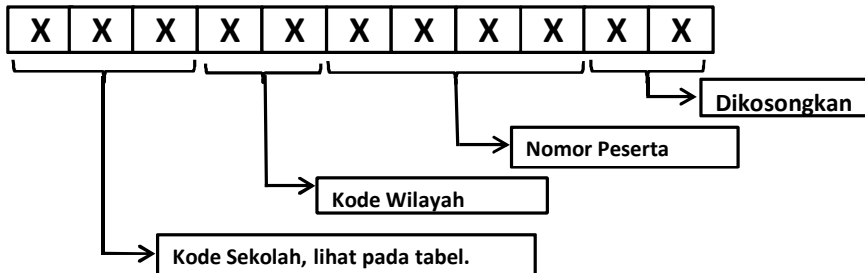 X X X X X X X X X X X
Dikosongkan
Nomor Peserta
Kode Wilayah
Kode Sekolah, lihat pada tabel.